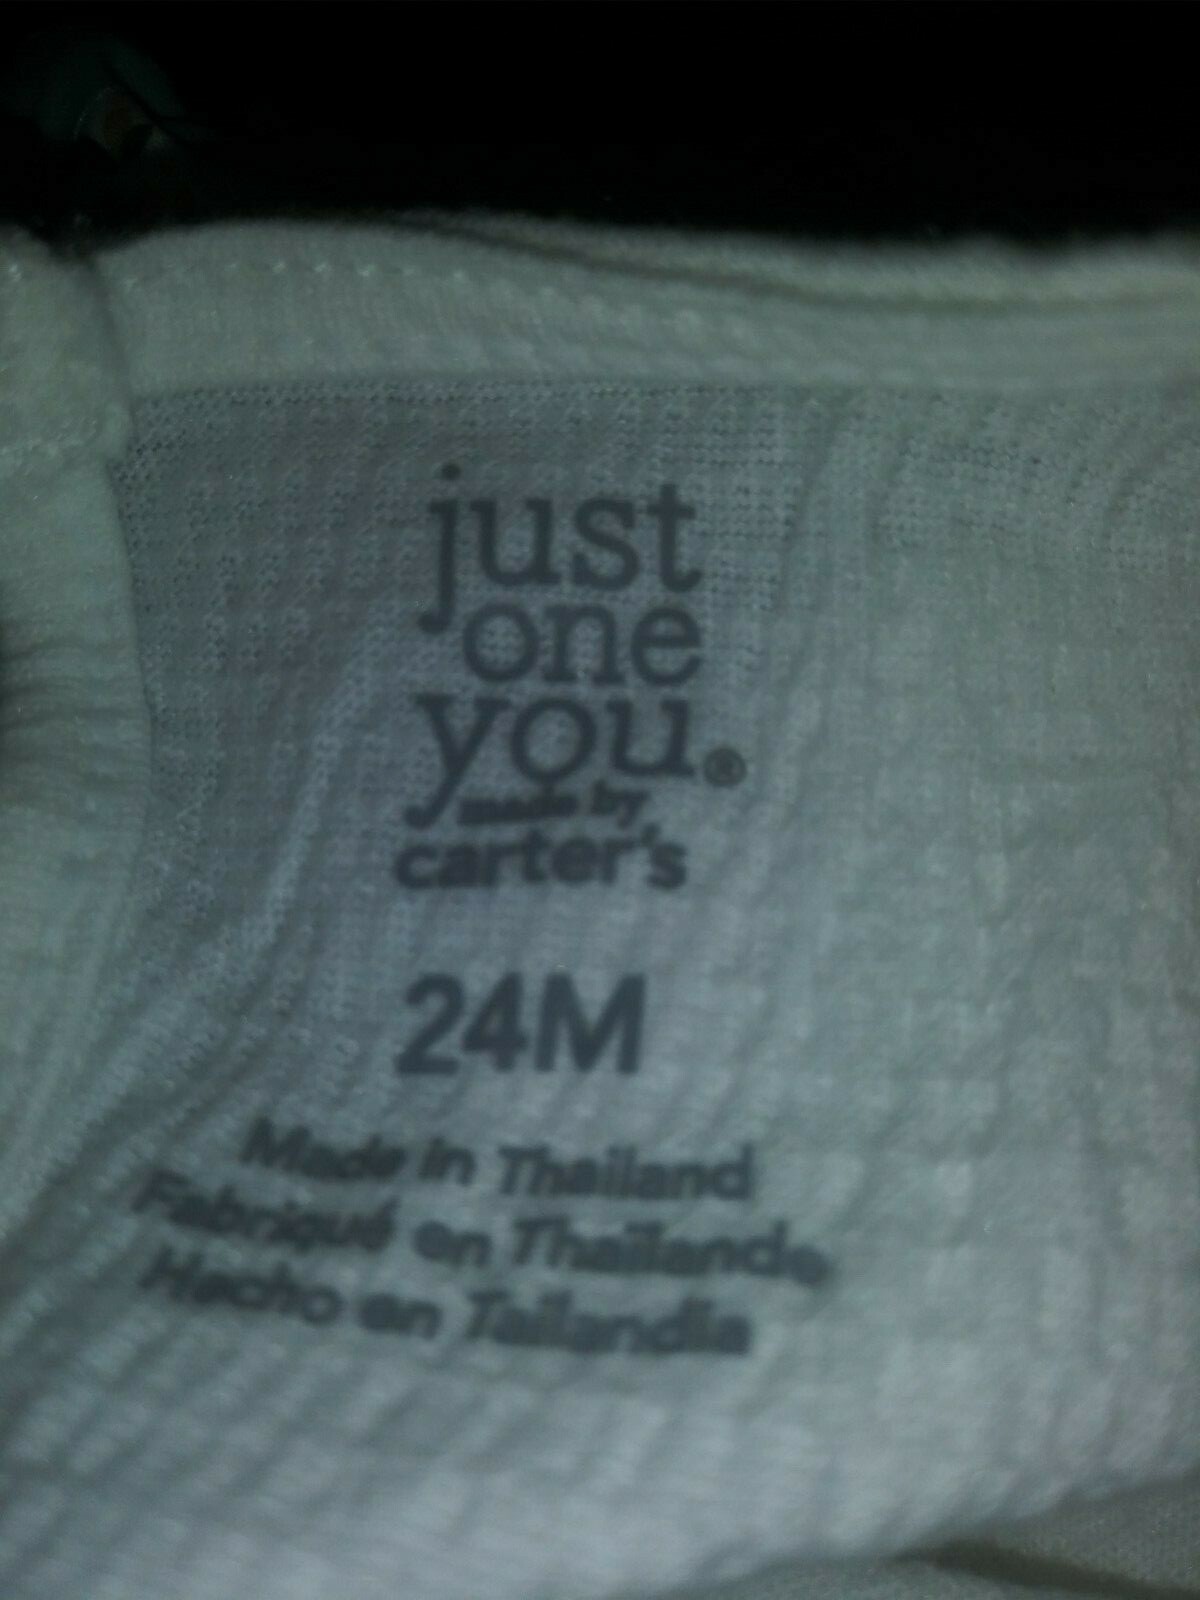 just
one
you®
made by
carter's
24M
Made in Thailand
Fabriqué en Thaïlande
Hecho en Tailandia